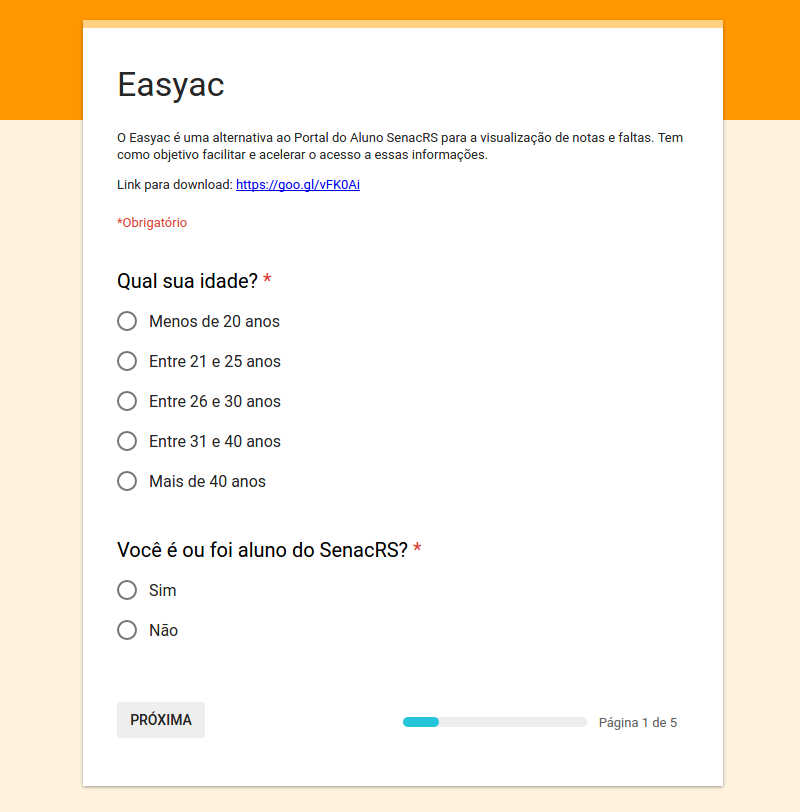 Easyac
O Easyac é uma alternativa ao Portal do Aluno SenacRS para a visualização de notas e faltas. Tem
como objetivo facilitar e acelerar o acesso a essas informações.
Link para download: https://goo.gl/vFK0Ai
*Obrigatório
Qual sua idade? *
Menos de 20 anos
Entre 21 e 25 anos
Entre 26 e 30 anos
Entre 31 e 40 anos
Mais de 40 anos
Você é ou foi aluno do SenacRS? *
Sim
Não
PRÓXIMA
Página 1 de 5